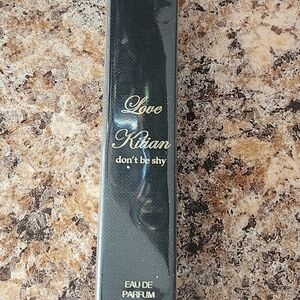 Love
Kilian
don't be shy
EAU DE
PARFUM